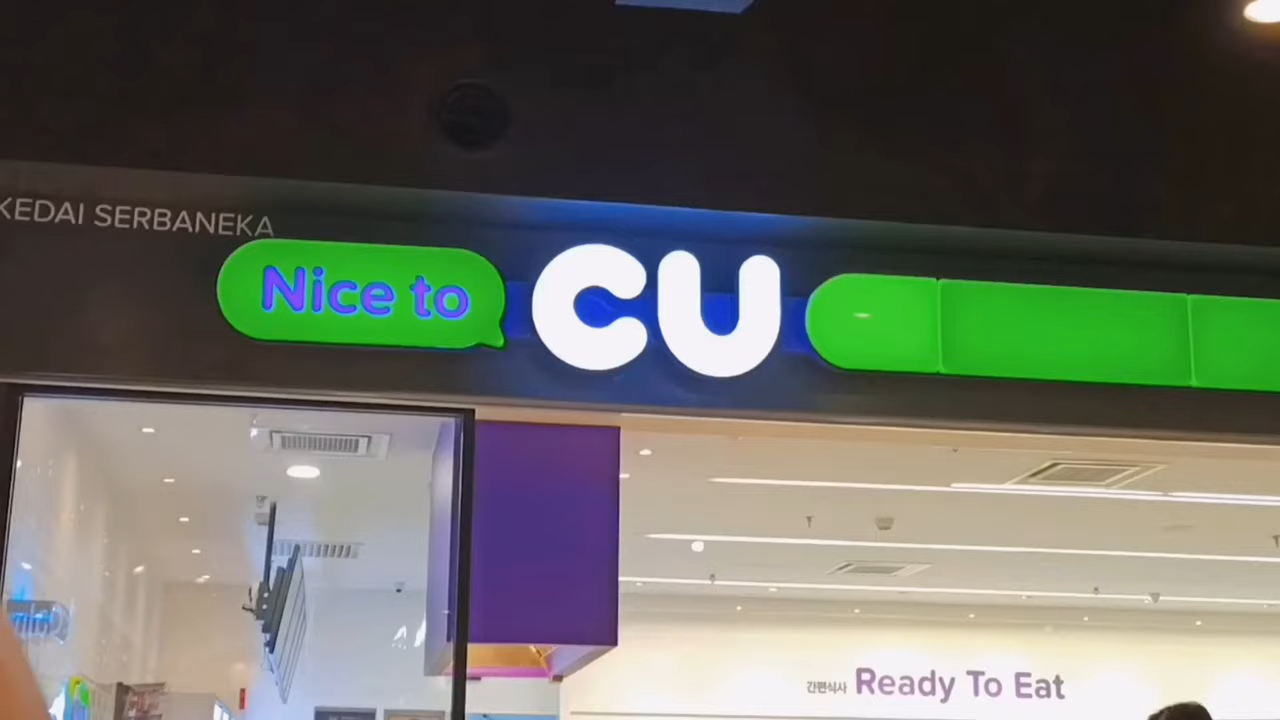 KEDAI SERBANEKA
Nice to CU
간편식사 Ready To Eat